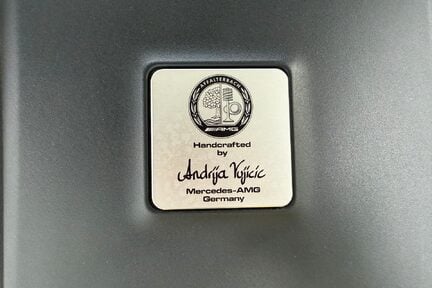 AFFALTERBACH
AMG
Handcrafted
by
Andrija Vujicic
Mercedes-AMG
Germany